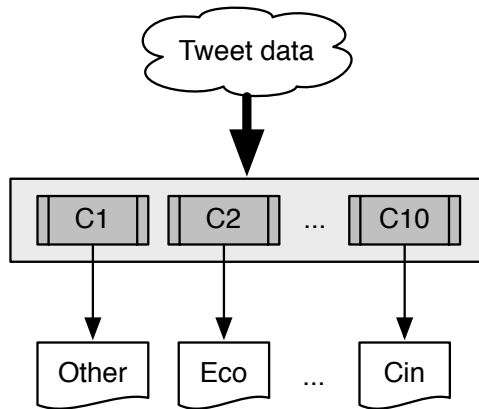 Tweet data
C1 C2 ... C10
Other Eco ... Cin